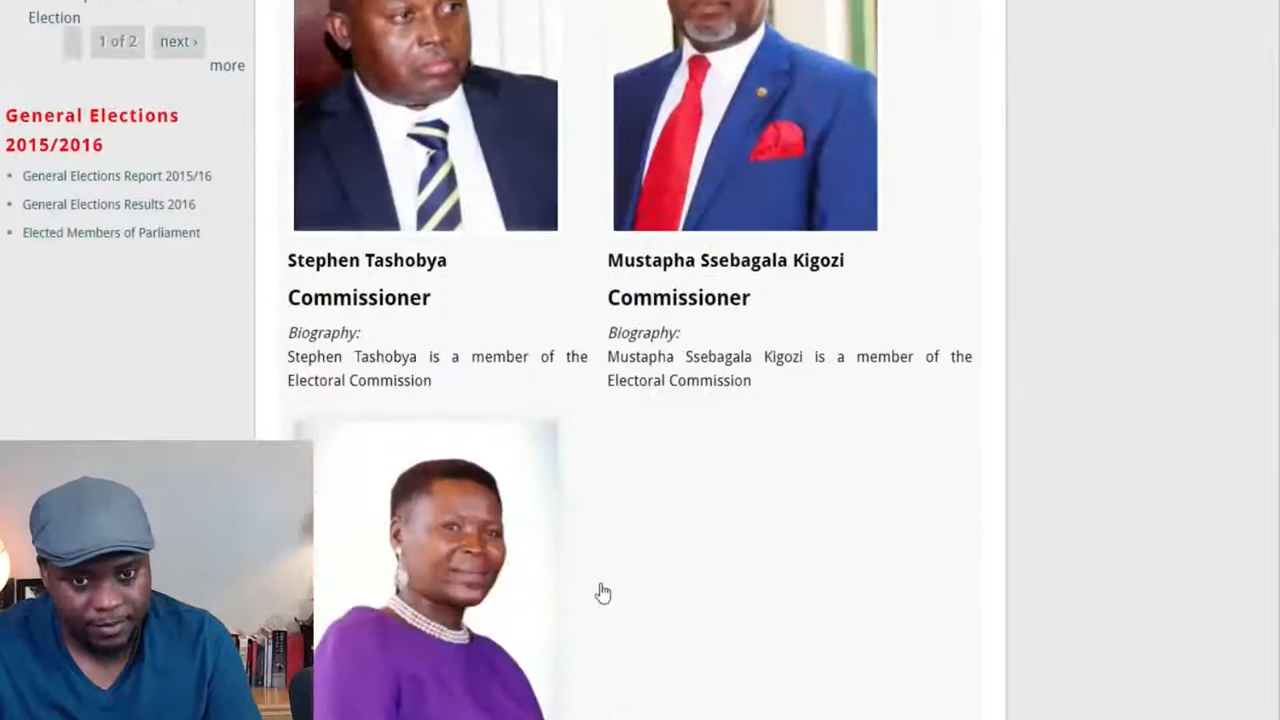 Election
1 of 2
next ›
more
General Elections
2015/2016
General Elections Report 2015/16
General Elections Results 2016
Elected Members of Parliament
Stephen Tashobya
Commissioner
Biography:
Stephen Tashobya is a member of the
Electoral Commission
Mustapha Ssebagala Kigozi
Commissioner
Biography:
Mustapha Ssebagala Kigozi is a member of the
Electoral Commission